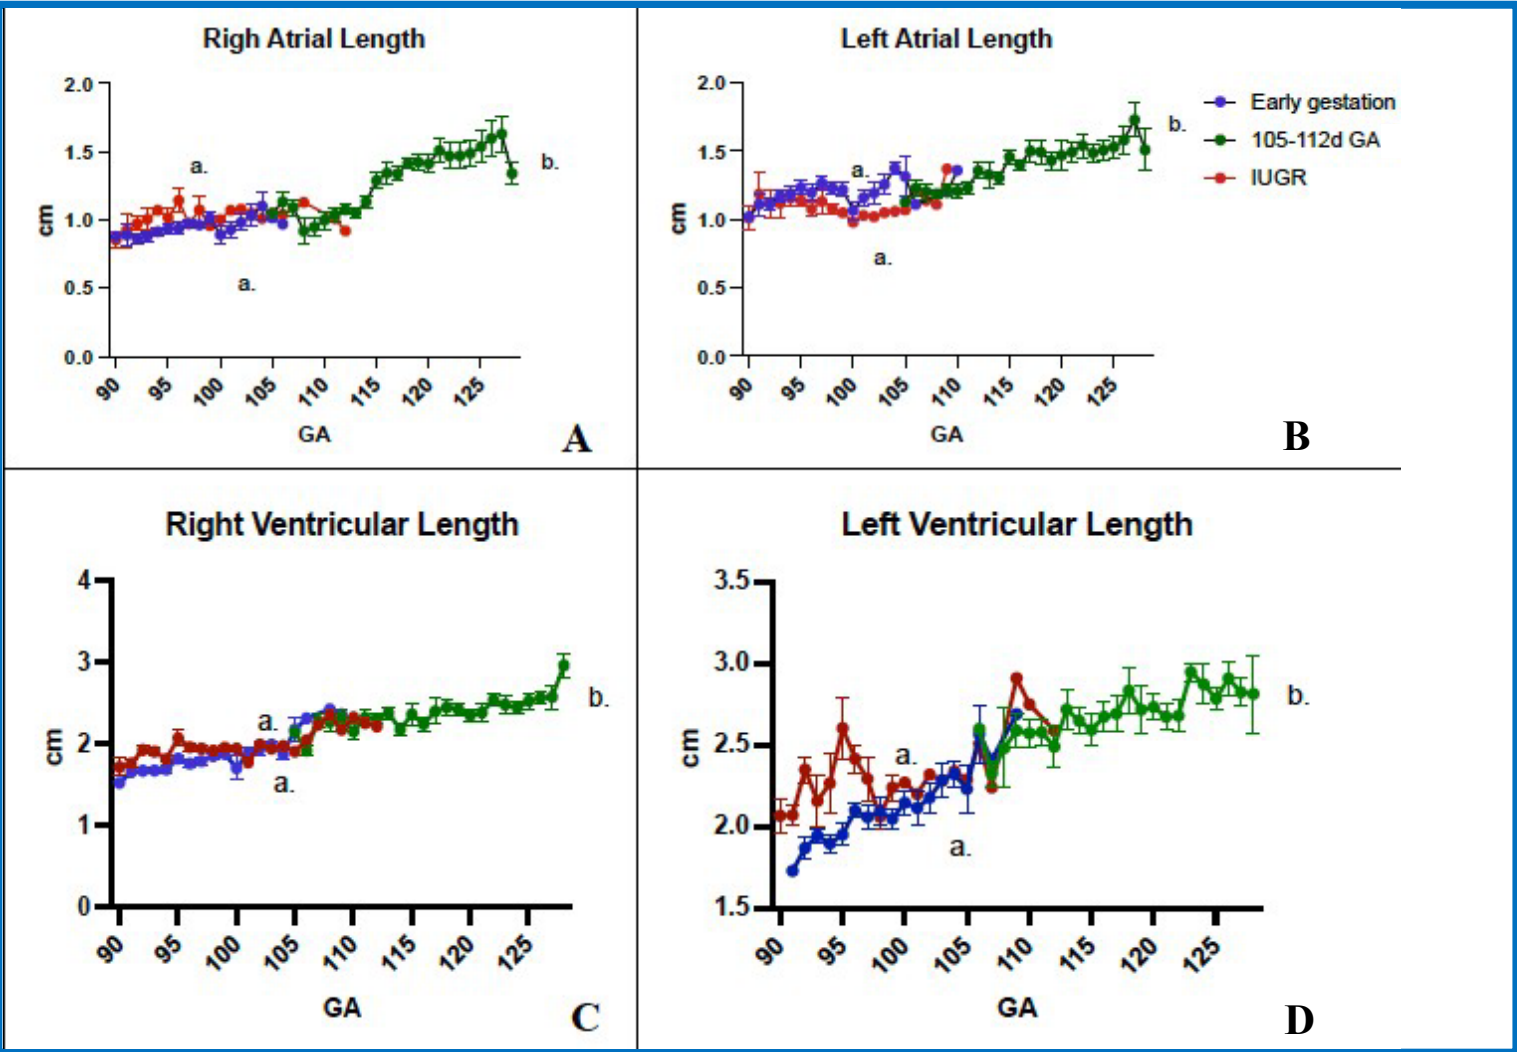 Righ Atrial Length
2.0
1.5
1.0
0.5
0.0
cm
a.
a.
b.
90 95 100 105 110 115 120 125
GA
A
Left Atrial Length
2.0
1.5
1.0
0.5
0.0
cm
a.
a.
b.
90 95 100 105 110 115 120 125
GA
B
Early gestation
105-112d GA
IUGR
Right Ventricular Length
4
3
2
1
0
cm
a.
a.
b.
90 95 100 105 110 115 120 125
GA
C
Left Ventricular Length
3.5
3.0
2.5
2.0
1.5
cm
a.
a.
b.
90 95 100 105 110 115 120 125
GA
D